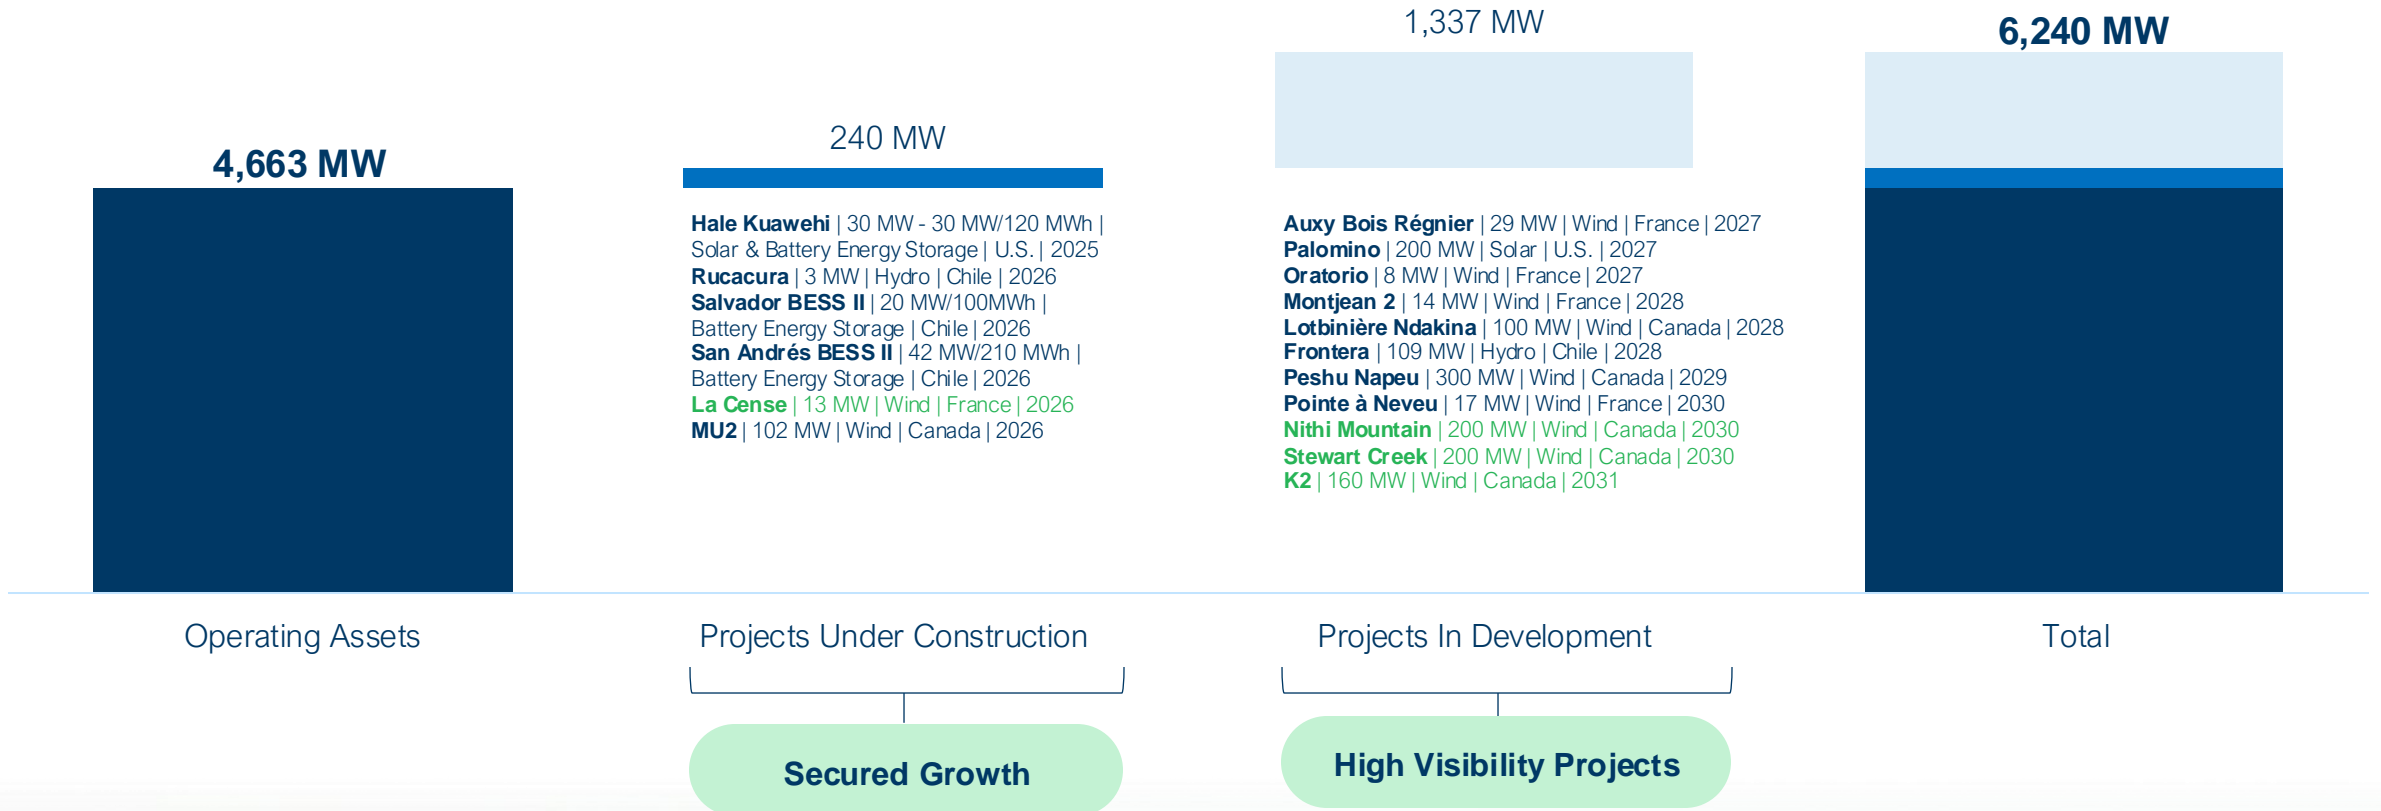 4,663 MW
Operating Assets
240 MW
Hale Kuawehi | 30 MW - 30 MW/120 MWh |
Solar & Battery Energy Storage | U.S. | 2025
Rucacura | 3 MW | Hydro | Chile | 2026
Salvador BESS II | 20 MW/100MWh |
Battery Energy Storage | Chile | 2026
San Andrés BESS II | 42 MW/210 MWh |
Battery Energy Storage | Chile | 2026
La Cense | 13 MW | Wind | France | 2026
MU2 | 102 MW | Wind | Canada | 2026
Projects Under Construction
Secured Growth
1,337 MW
Auxy Bois Régnier | 29 MW | Wind | France | 2027
Palomino | 200 MW | Solar | U.S. | 2027
Oratorio | 8 MW | Wind | France | 2027
Montjean 2 | 14 MW | Wind | France | 2028
Lotbinière Ndakina | 100 MW | Wind | Canada | 2028
Frontera | 109 MW | Hydro | Chile | 2028
Peshu Napeu | 300 MW | Wind | Canada | 2029
Pointe à Neveu | 17 MW | Wind | France | 2030
Nithi Mountain | 200 MW | Wind | Canada | 2030
Stewart Creek | 200 MW | Wind | Canada | 2030
K2 | 160 MW | Wind | Canada | 2031
Projects In Development
High Visibility Projects
6,240 MW
Total